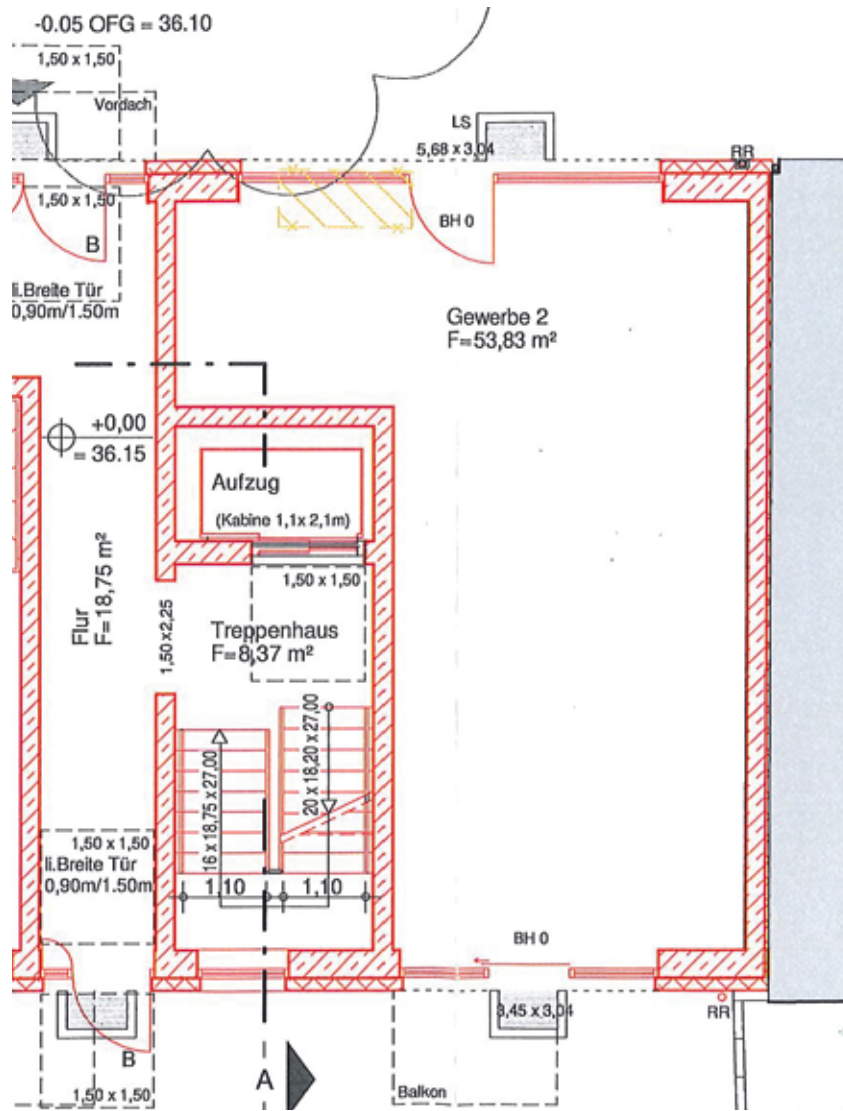 -0.05 OFG = 36.10
1,50 x 1,50
Vordach
LS
5,68 x 3,04
RR
1,50 x 1,50
B
BH 0
li.Breite Tür
0,90m/1.50m
Gewerbe 2
F=53,83 m²
+0,00
= 36.15
Aufzug
(Kabine 1,1x 2,1m)
1,50 x 1,50
Flur
F=18,75 m²
1,50 x 2,25
Treppenhaus
F=8,37 m²
16 x 18,75 x 27,00
20 x 18,20 x 27,00
1,50 x 1,50
li.Breite Tür
0,90m/1.50m
1,10
1,10
BH 0
3,45 x 3,04
RR
B
A
Balkon
1,50 x 1,50